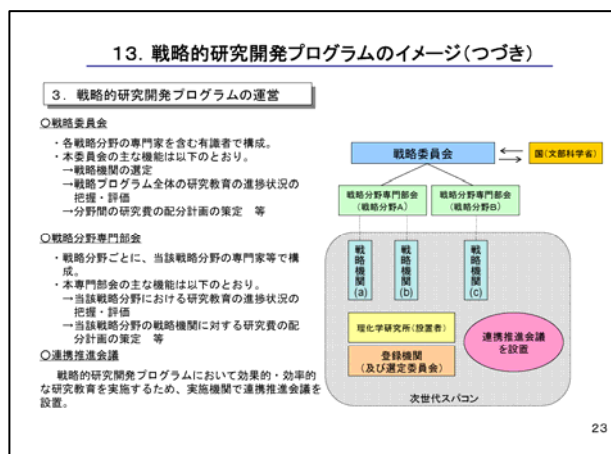 13. 戦略的研究開発プログラムのイメージ(つづき)
3. 戦略的研究開発プログラムの運営
○戦略委員会
・各戦略分野の専門家を含む有識者で構成。
・本委員会の主な機能は以下のとおり。
→戦略機関の選定
→戦略プログラム全体の研究教育の進捗状況の
把握・評価
→分野間の研究費の配分計画の策定 等
○戦略分野専門部会
・戦略分野ごとに、当該戦略分野の専門家等で構
成。
・本専門部会の主な機能は以下のとおり。
→当該戦略分野における研究教育の進捗状況の
把握・評価
→当該戦略分野の戦略機関に対する研究費の配
分計画の策定 等
○連携推進会議
戦略的研究開発プログラムにおいて効果的・効率的
な研究教育を実施するため、実施機関で連携推進会議を
設置。
戦略委員会
国(文部科学省)
戦略分野専門部会
(戦略分野A)
戦略分野専門部会
(戦略分野B)
戦略機関(a)
戦略機関(b)
戦略機関(c)
理化学研究所(設置者)
登録機関
(及び選定委員会)
連携推進会議
を設置
次世代スパコン
23